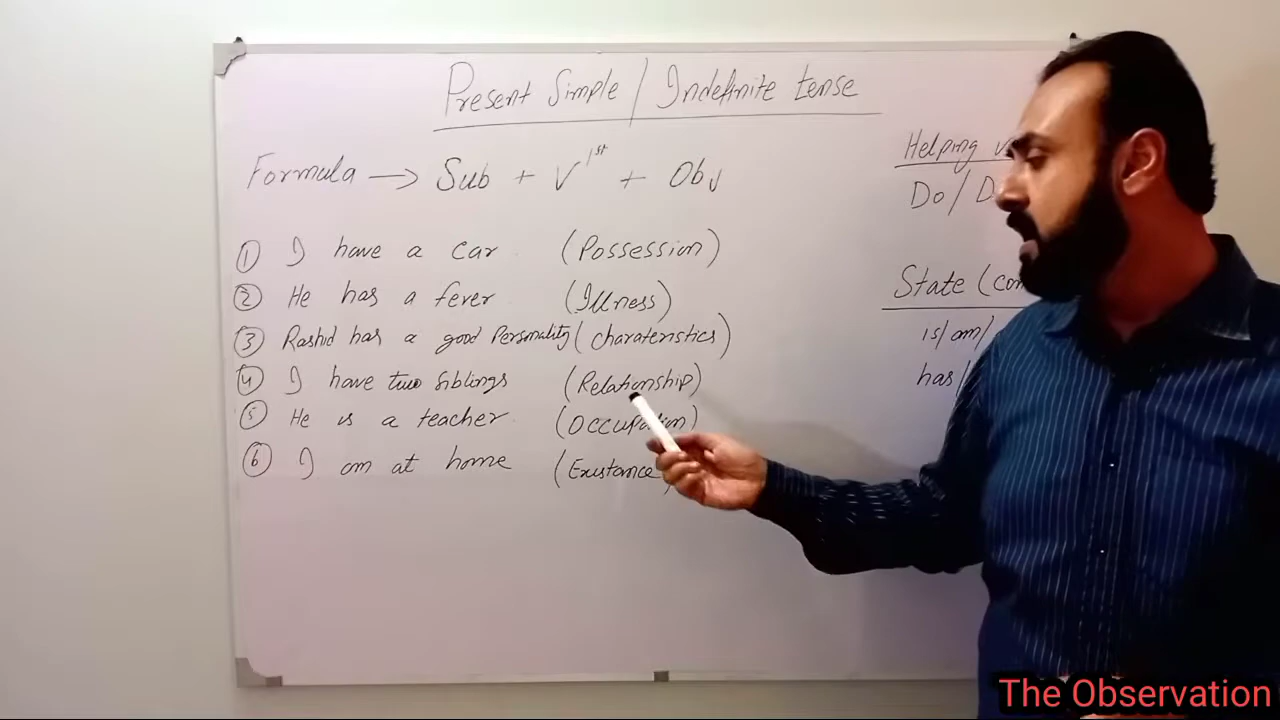 Present Simple / Indefinite tense
Formula → Sub + V 1st + Obj
① I have a car. (Possession)
② He has a fever. (Illness)
③ Rashid has a good Personality (charateristics)
④ I have two siblings (Relationship)
⑤ He is a teacher. (Occupation)
⑥ I am at home (Existance
Helping
Do /
State
is/ am/
has/
The Observation